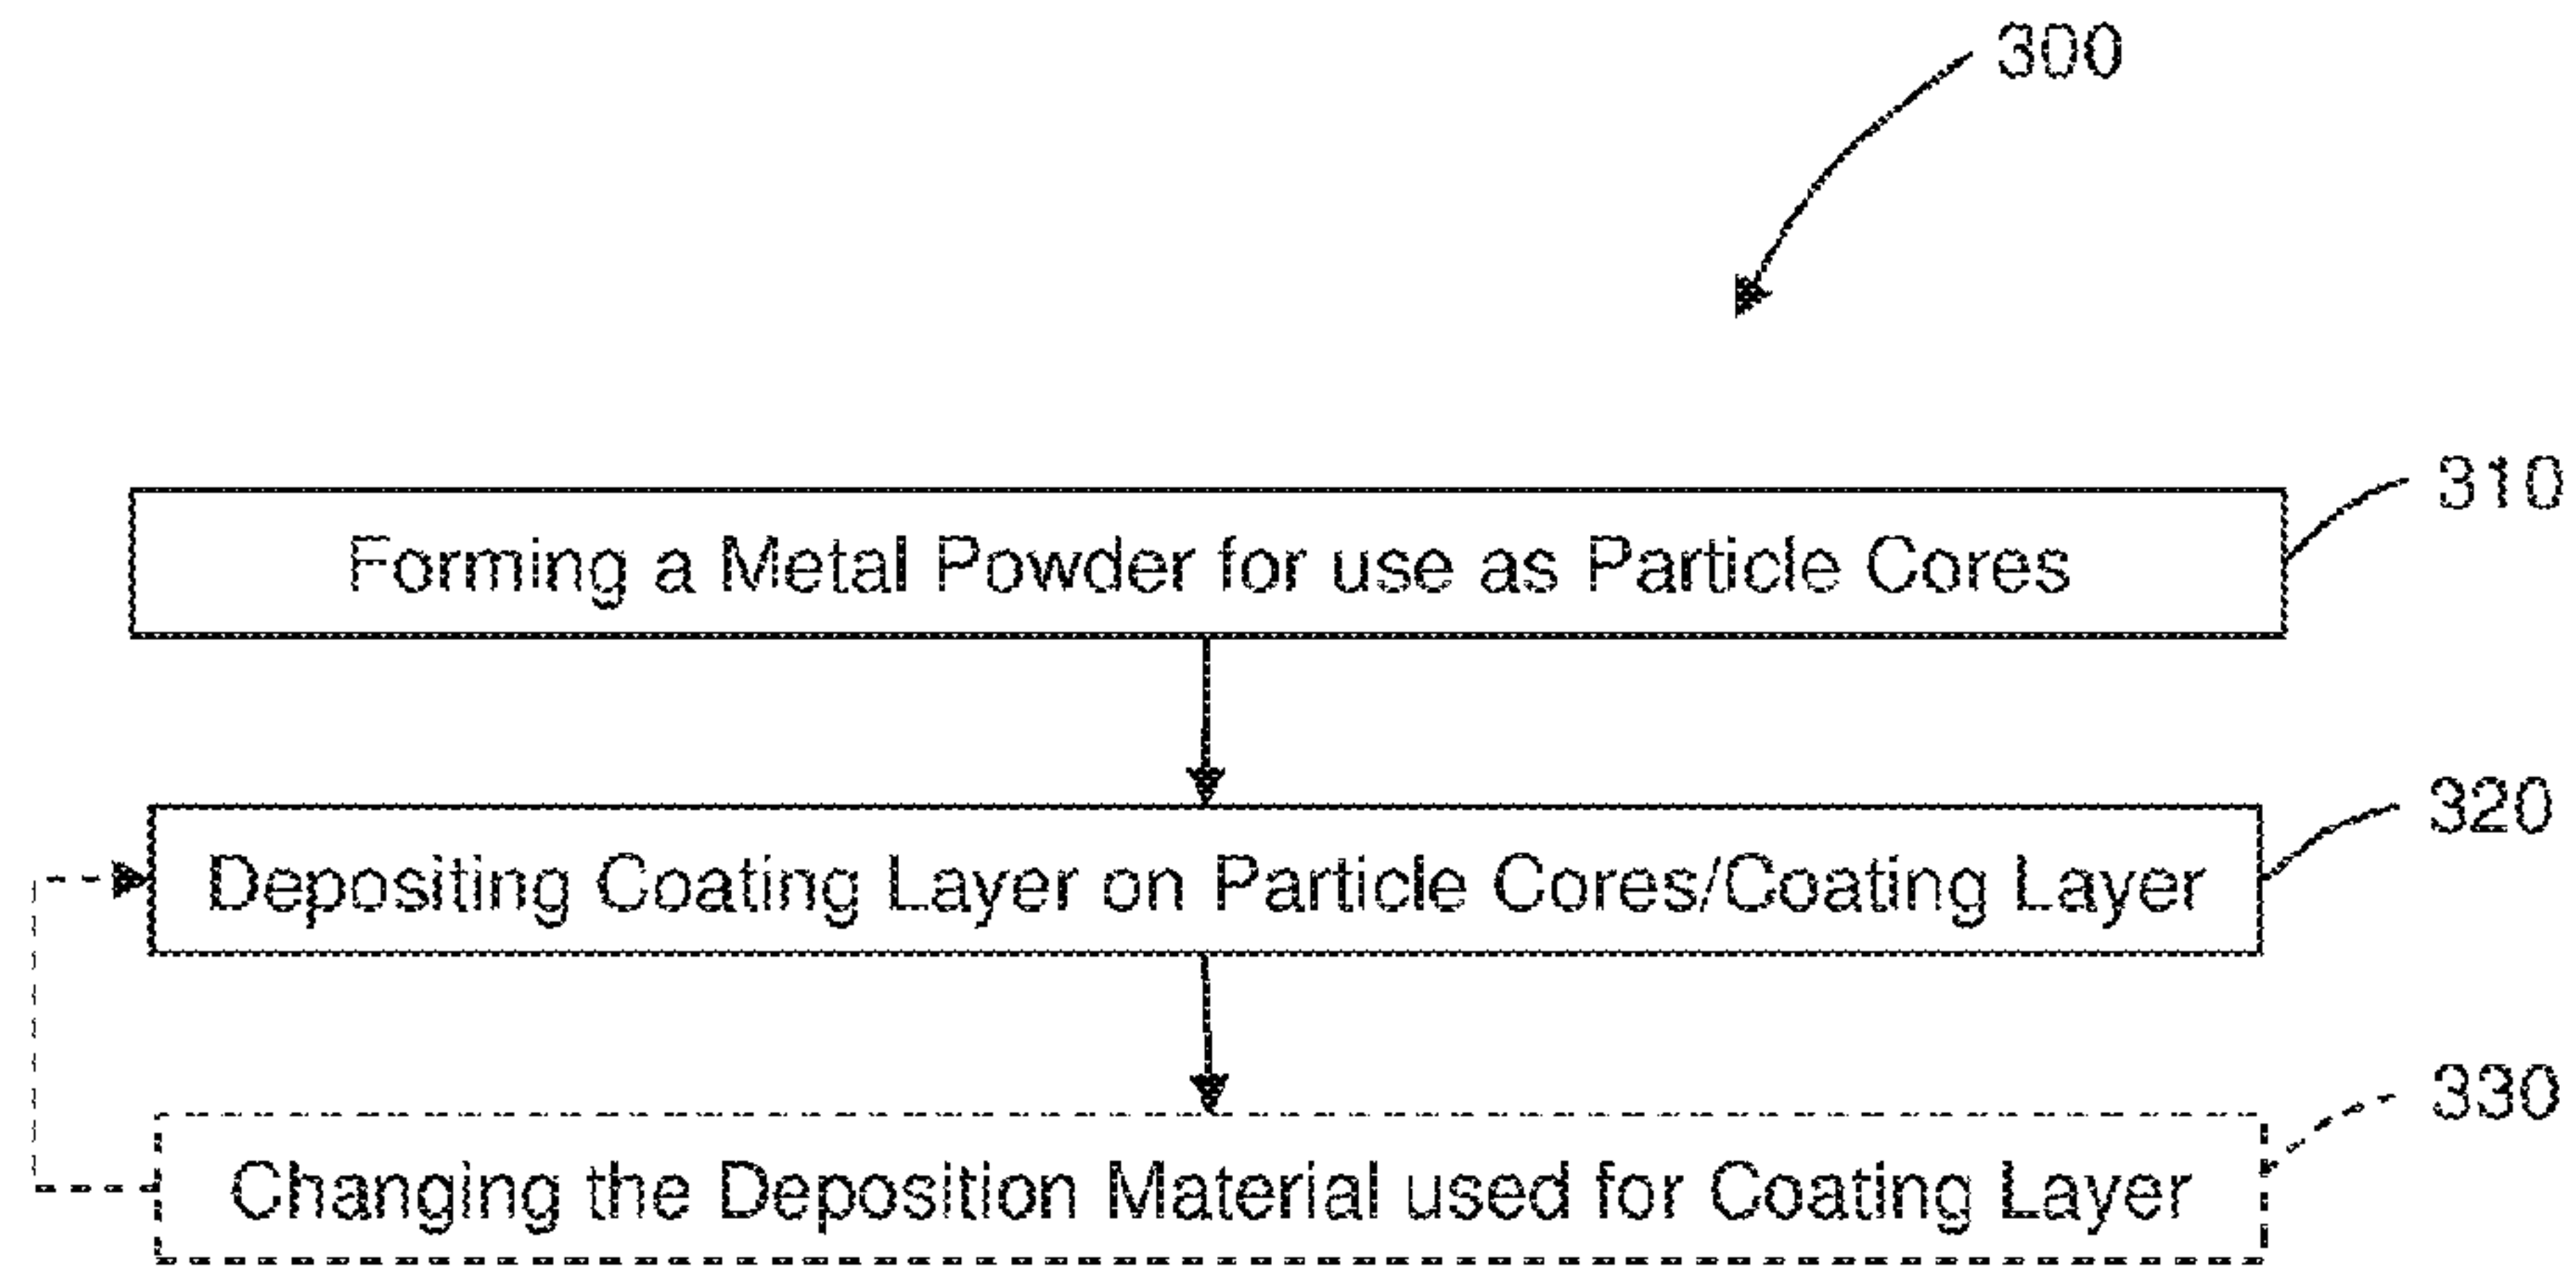 300
Forming a Metal Powder for use as Particle Cores
310
Depositing Coating Layer on Particle Cores/Coating Layer
320
Changing the Deposition Material used for Coating Layer
330